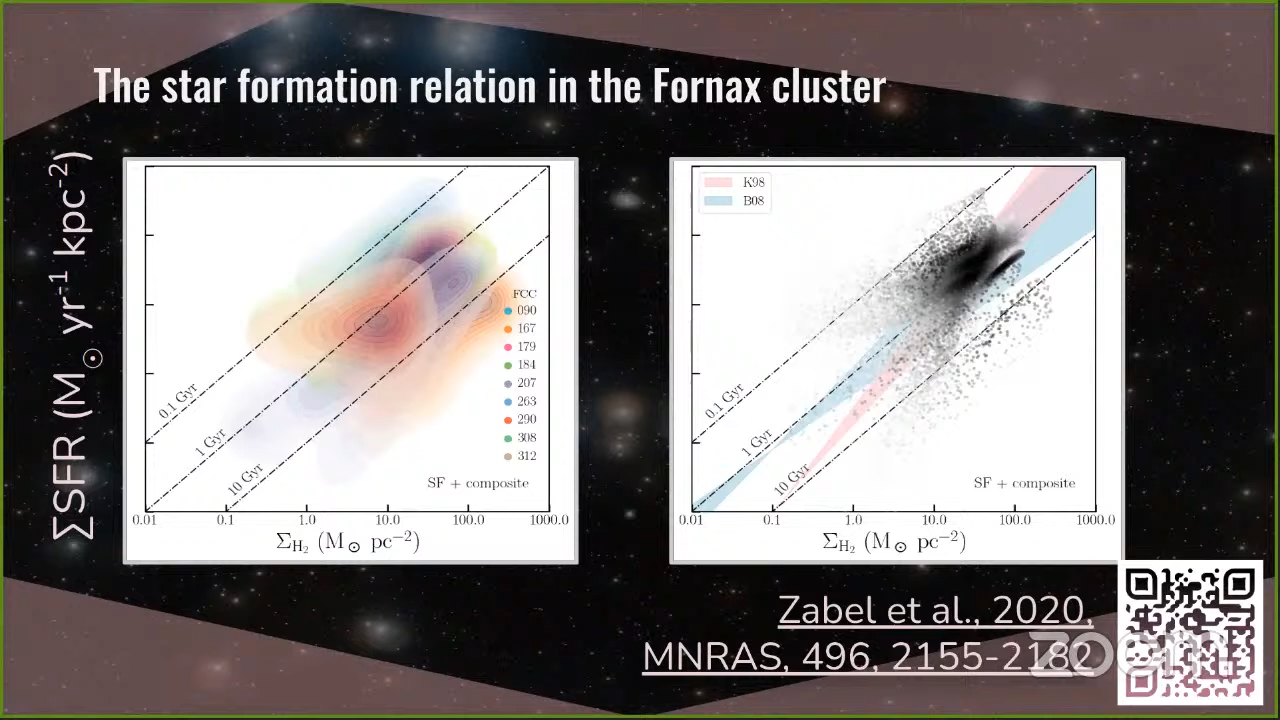 The star formation relation in the Fornax cluster
ΣSFR (M⊙ yr-1 kpc-2)
0.1 Gyr
1 Gyr
10 Gyr
FCC
090
167
179
184
207
263
290
308
312
SF + composite
0.01 0.1 1.0 10.0 100.0 1000.0
ΣH2 (M⊙ pc−2)
K98
B08
0.1 Gyr
1 Gyr
10 Gyr
SF + composite
0.01 0.1 1.0 10.0 100.0 1000.0
ΣH2 (M⊙ pc−2)
Zabel et al., 2020,
MNRAS, 496, 2155-2182
zoom